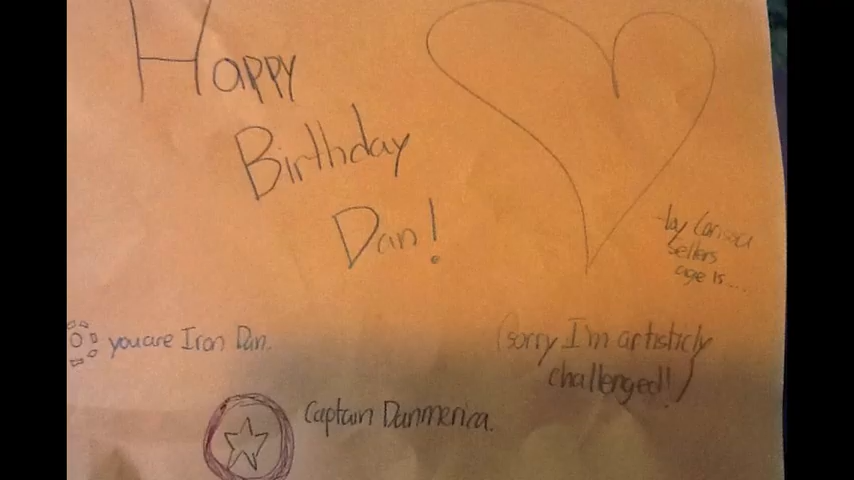 Happy
Birthday
Dan!
-by Carissa
Sellers
age is....
you are Iron Dan.
(sorry I'm artisticly
challenged!)
Captain Danmerica.